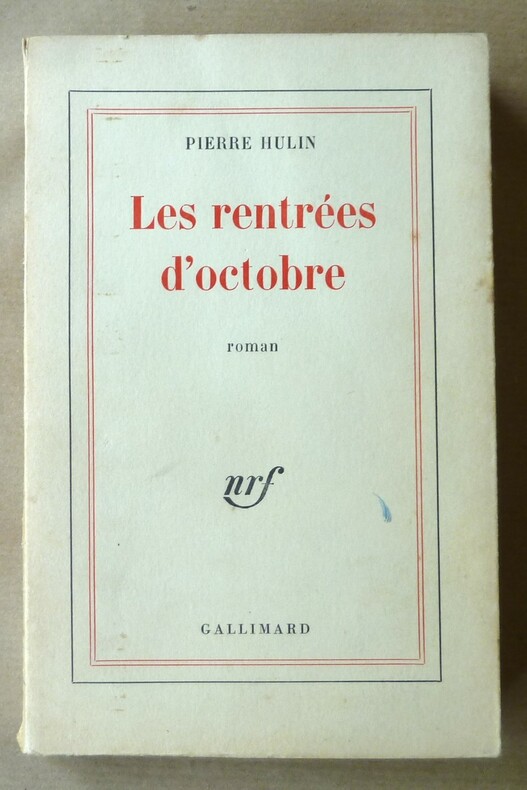 PIERRE HULIN
Les rentrées
d'octobre
roman
nrf
GALLIMARD